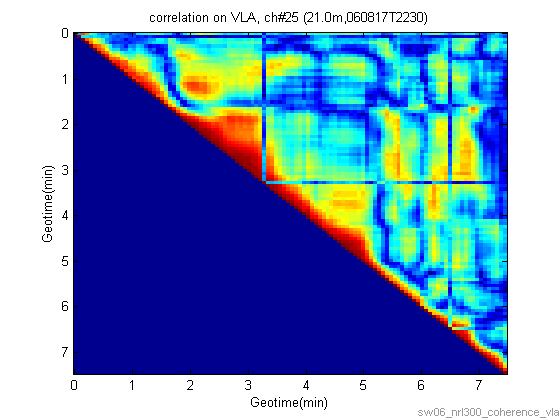 correlation on VLA, ch#25 (21.0m,060817T2230)
0
1
2
3
4
5
6
7
Geotime(min)
0 1 2 3 4 5 6 7
Geotime(min)
sw06_nrl300_coherence_vla